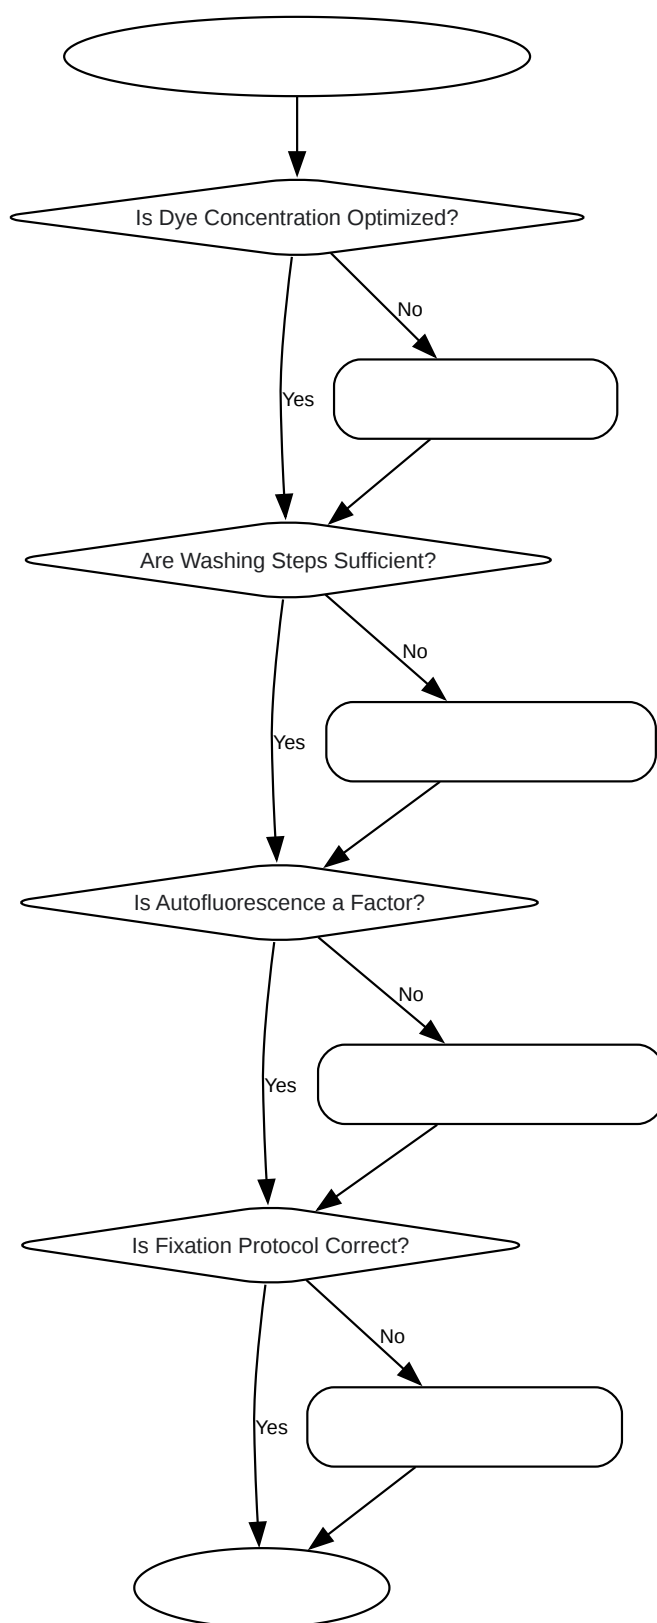 Is Dye Concentration Optimized?
No
Yes
Are Washing Steps Sufficient?
No
Yes
Is Autofluorescence a Factor?
No
Yes
Is Fixation Protocol Correct?
No
Yes